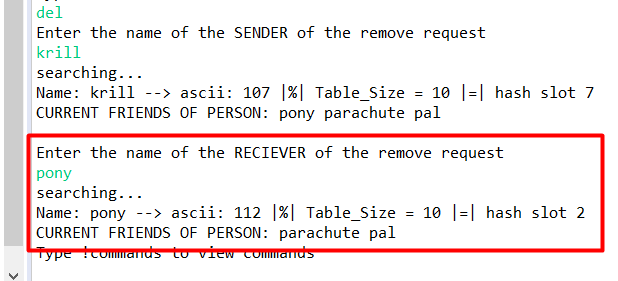 del
Enter the name of the SENDER of the remove request
krill
searching...
Name: krill --> ascii: 107 |%| Table_Size = 10 |=| hash slot 7
CURRENT FRIENDS OF PERSON: pony parachute pal
Enter the name of the RECIEVER of the remove request
pony
searching...
Name: pony --> ascii: 112 |%| Table_Size = 10 |=| hash slot 2
CURRENT FRIENDS OF PERSON: parachute pal
Type !commands to view commands